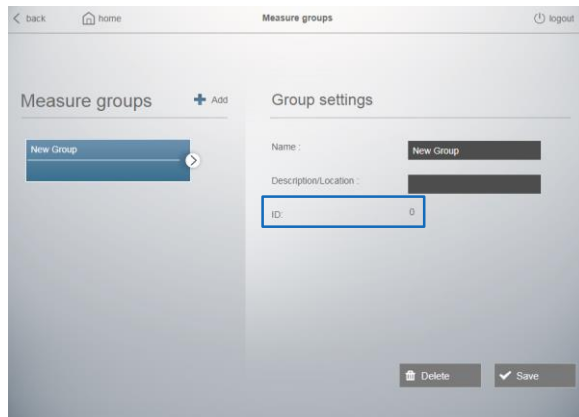 back home Measure groups logout
Measure groups Add
Group settings
New Group
Name : New Group
Description/Location :
ID: 0
Delete Save